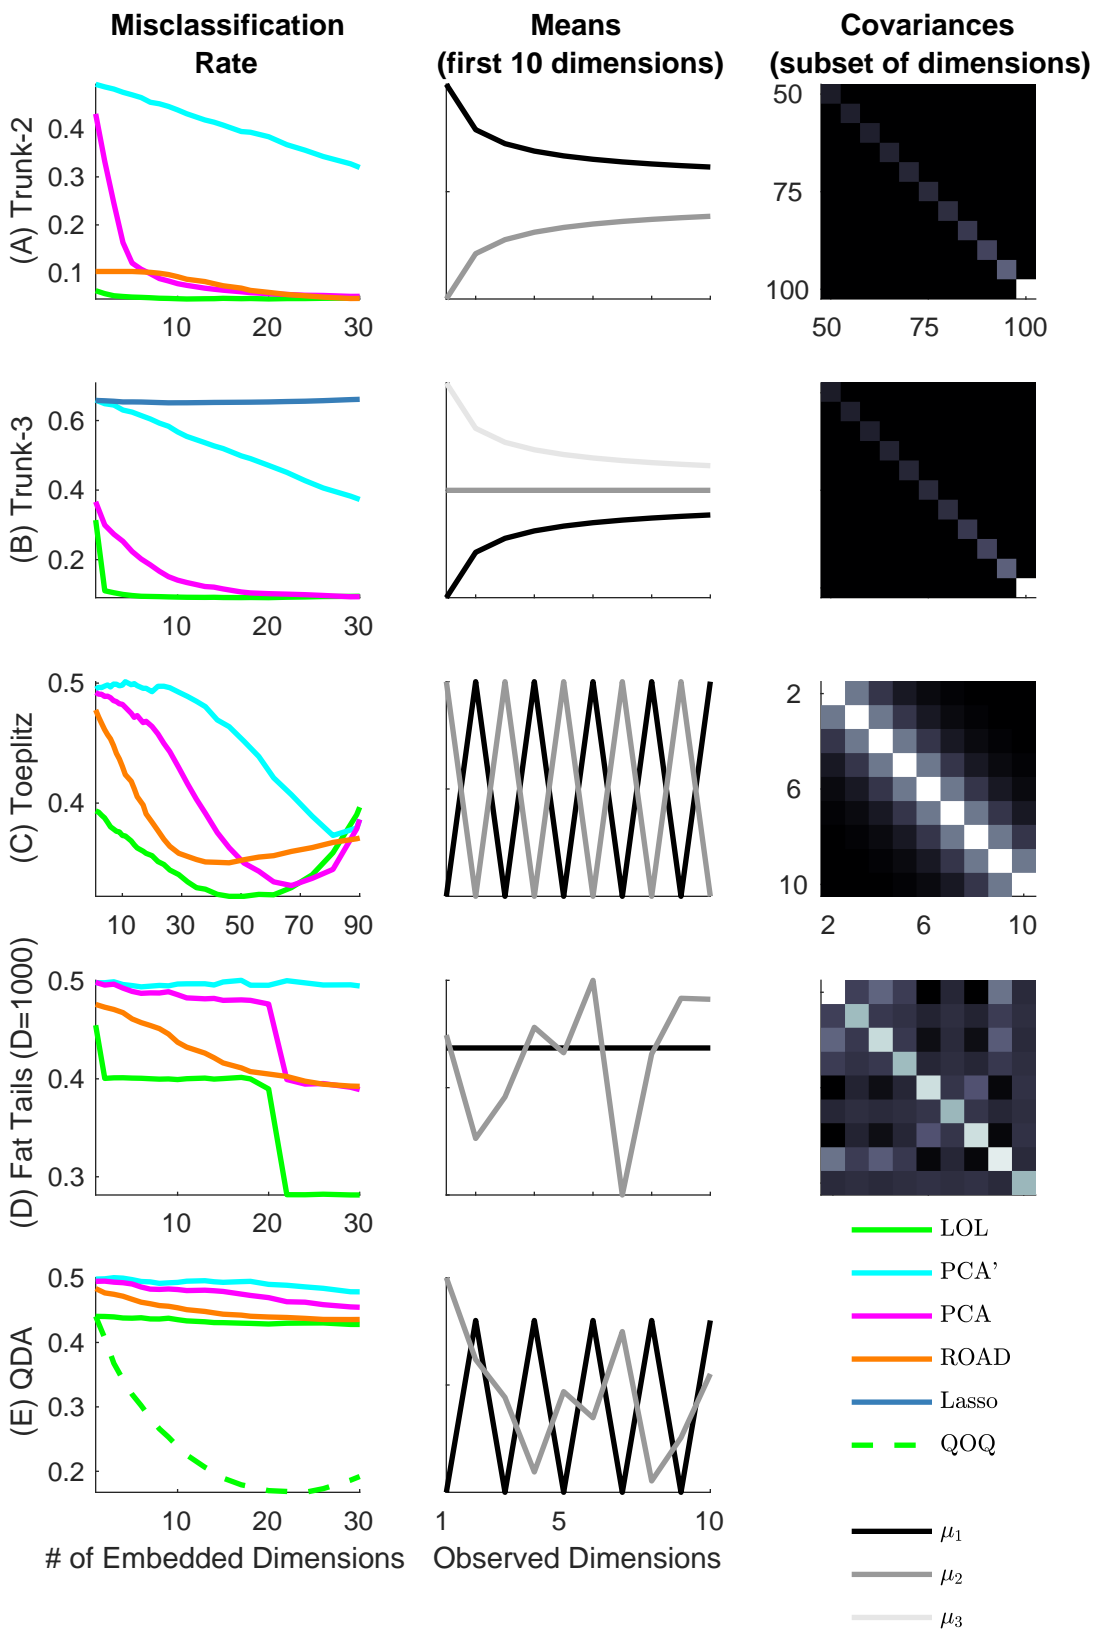 Misclassification
Rate
Means
(first 10 dimensions)
Covariances
(subset of dimensions)
(A) Trunk-2
0.4
0.3
0.2
0.1
10
20
30
50
75
100
50
75
100
(B) Trunk-3
0.6
0.4
0.2
10
20
30
(C) Toeplitz
0.5
0.4
10
30
50
70
90
2
6
10
2
6
10
(D) Fat Tails (D=1000)
0.5
0.4
0.3
10
20
30
LOL
PCA'
PCA
ROAD
Lasso
QOQ
(E) QDA
0.5
0.4
0.3
0.2
10
20
30
# of Embedded Dimensions
1
5
10
Observed Dimensions
μ₁
μ₂
μ₃